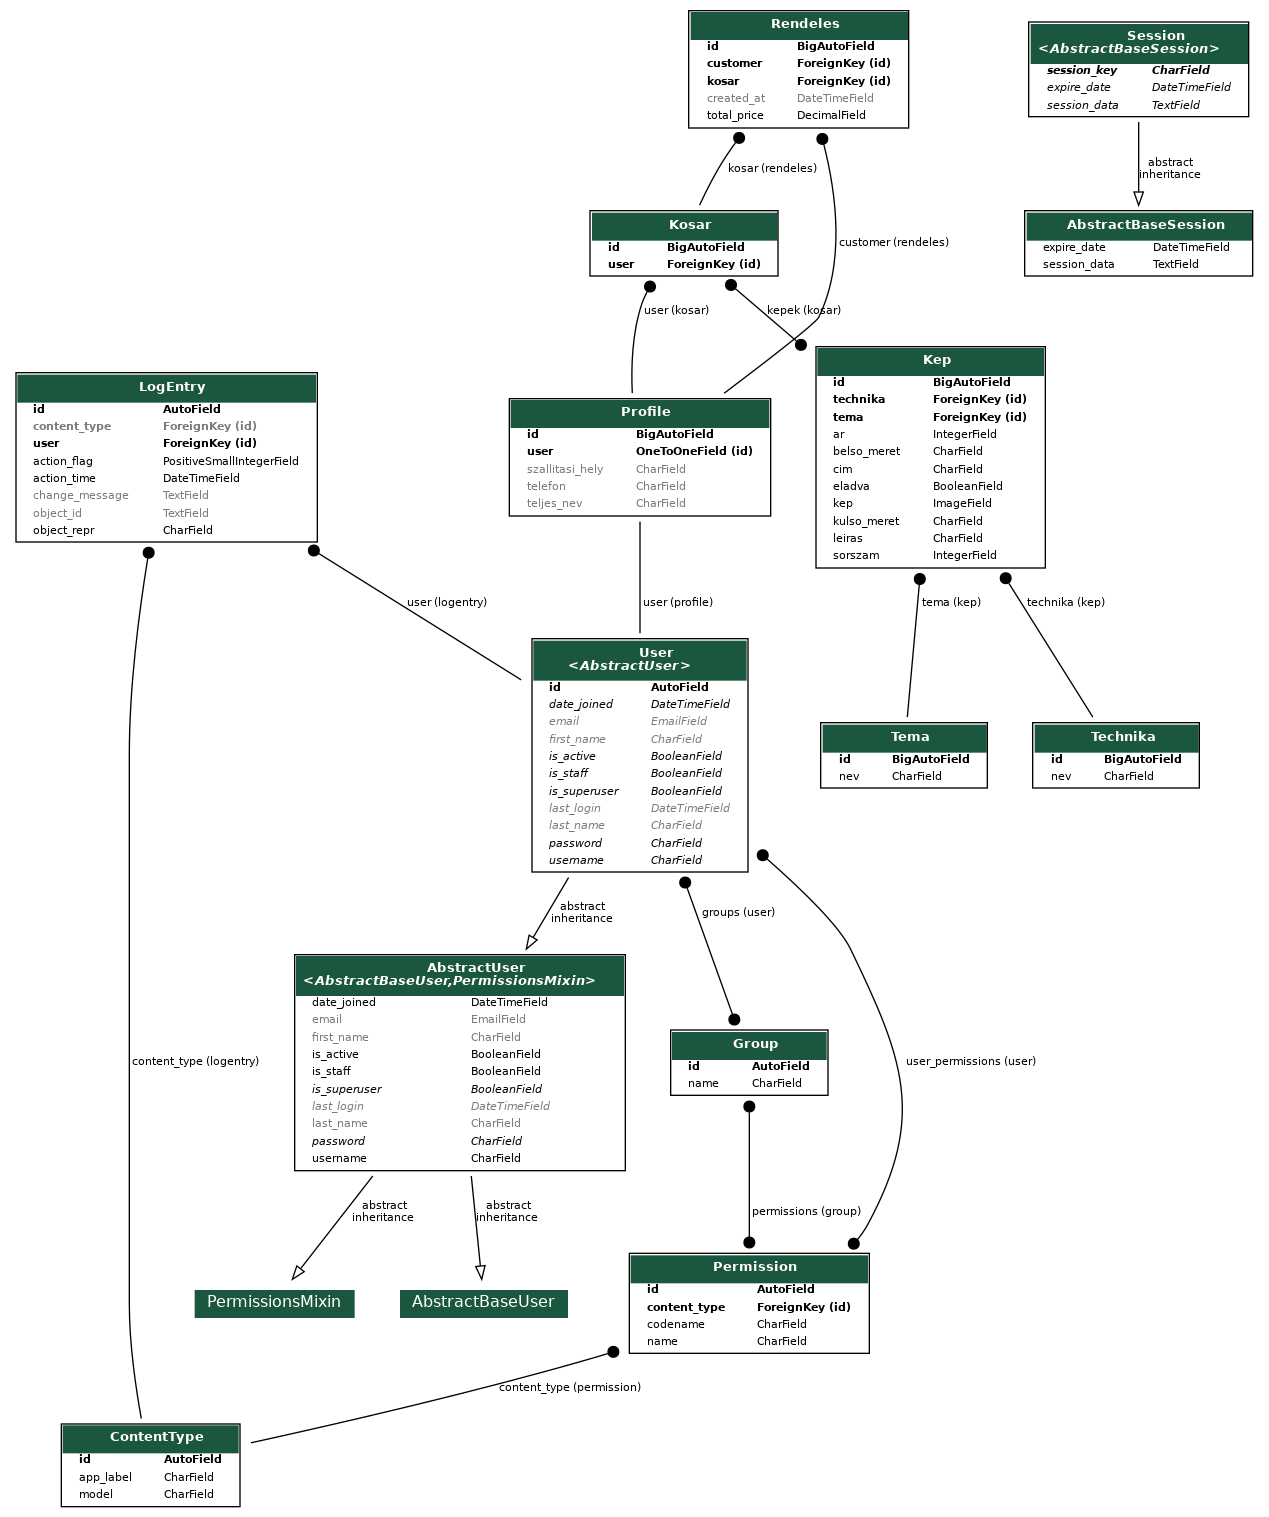 Rendeles
id BigAutoField
customer ForeignKey (id)
kosar ForeignKey (id)
created_at DateTimeField
total_price DecimalField
Session
<AbstractBaseSession>
session_key CharField
expire_date DateTimeField
session_data TextField
kosar (rendeles)
abstract
inheritance
Kosar
id BigAutoField
user ForeignKey (id)
customer (rendeles)
AbstractBaseSession
expire_date DateTimeField
session_data TextField
user (kosar)
kepek (kosar)
LogEntry
id AutoField
content_type ForeignKey (id)
user ForeignKey (id)
action_flag PositiveSmallIntegerField
action_time DateTimeField
change_message TextField
object_id TextField
object_repr CharField
Profile
id BigAutoField
user OneToOneField (id)
szallitasi_hely CharField
telefon CharField
teljes_nev CharField
Kep
id BigAutoField
technika ForeignKey (id)
tema ForeignKey (id)
ar IntegerField
belso_meret CharField
cim CharField
eladva BooleanField
kep ImageField
kulso_meret CharField
leiras CharField
sorszam IntegerField
user (logentry)
user (profile)
tema (kep)
technika (kep)
User
<AbstractUser>
id AutoField
date_joined DateTimeField
email EmailField
first_name CharField
is_active BooleanField
is_staff BooleanField
is_superuser BooleanField
last_login DateTimeField
last_name CharField
password CharField
username CharField
Tema
id BigAutoField
nev CharField
Technika
id BigAutoField
nev CharField
abstract
inheritance
groups (user)
AbstractUser
<AbstractBaseUser,PermissionsMixin>
date_joined DateTimeField
email EmailField
first_name CharField
is_active BooleanField
is_staff BooleanField
is_superuser BooleanField
last_login DateTimeField
last_name CharField
password CharField
username CharField
Group
id AutoField
name CharField
content_type (logentry)
user_permissions (user)
abstract
inheritance
abstract
inheritance
permissions (group)
PermissionsMixin
AbstractBaseUser
Permission
id AutoField
content_type ForeignKey (id)
codename CharField
name CharField
content_type (permission)
ContentType
id AutoField
app_label CharField
model CharField